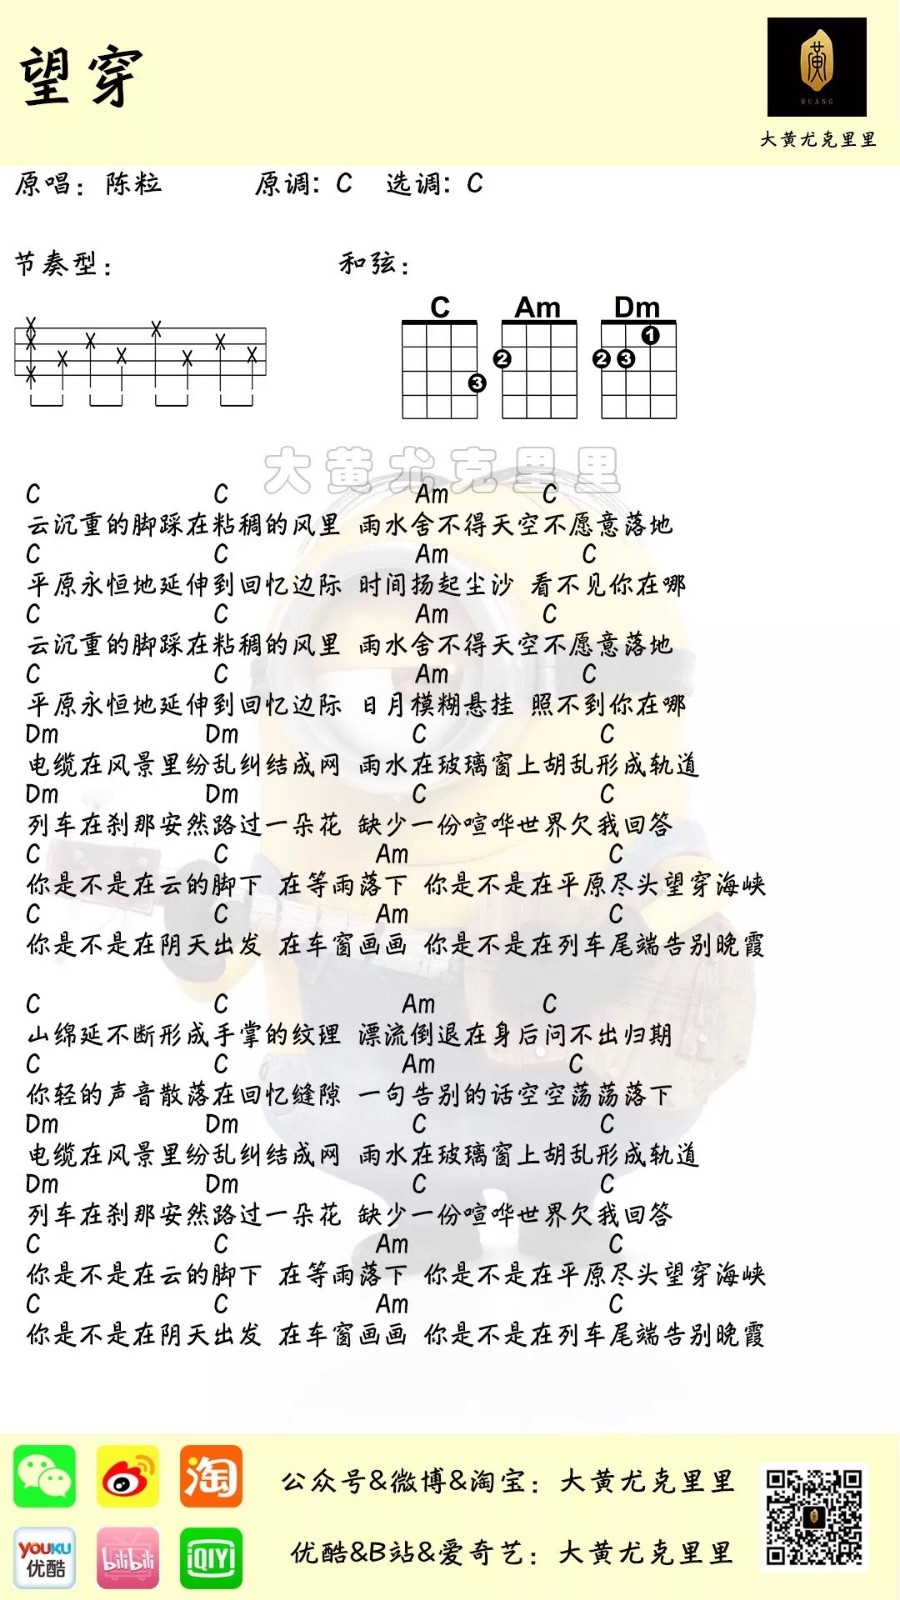 望穿
黄
HUANG
大黄尤克里里
原唱：陈粒 原调：C 选调：C
节奏型： 和弦：
C Am Dm
3 2 2 3 1
大黄尤克里里
C C Am C
云沉重的脚踩在粘稠的风里 雨水舍不得天空不愿意落地
C C Am C
平原永恒地延伸到回忆边际 时间扬起尘沙 看不见你在哪
C C Am C
云沉重的脚踩在粘稠的风里 雨水舍不得天空不愿意落地
C C Am C
平原永恒地延伸到回忆边际 日月模糊悬挂 照不到你在哪
Dm Dm C C
电缆在风景里纷乱纠结成网 雨水在玻璃窗上胡乱形成轨道
Dm Dm C C
列车在刹那安然路过一朵花 缺少一份喧哗世界欠我回答
C C Am C
你是不是在云的脚下 在等雨落下 你是不是在平原尽头望穿海峡
C C Am C
你是不是在阴天出发 在车窗画画 你是不是在列车尾端告别晚霞
C C Am C
山绵延不断形成手掌的纹理 漂流倒退在身后问不出归期
C C Am C
你轻的声音散落在回忆缝隙 一句告别的话空空荡荡落下
Dm Dm C C
电缆在风景里纷乱纠结成网 雨水在玻璃窗上胡乱形成轨道
Dm Dm C C
列车在刹那安然路过一朵花 缺少一份喧哗世界欠我回答
C C Am C
你是不是在云的脚下 在等雨落下 你是不是在平原尽头望穿海峡
C C Am C
你是不是在阴天出发 在车窗画画 你是不是在列车尾端告别晚霞
淘
公众号&微博&淘宝：大黄尤克里里
YOUKU
优酷
bilibili
iQIYI
优酷&B站&爱奇艺：大黄尤克里里